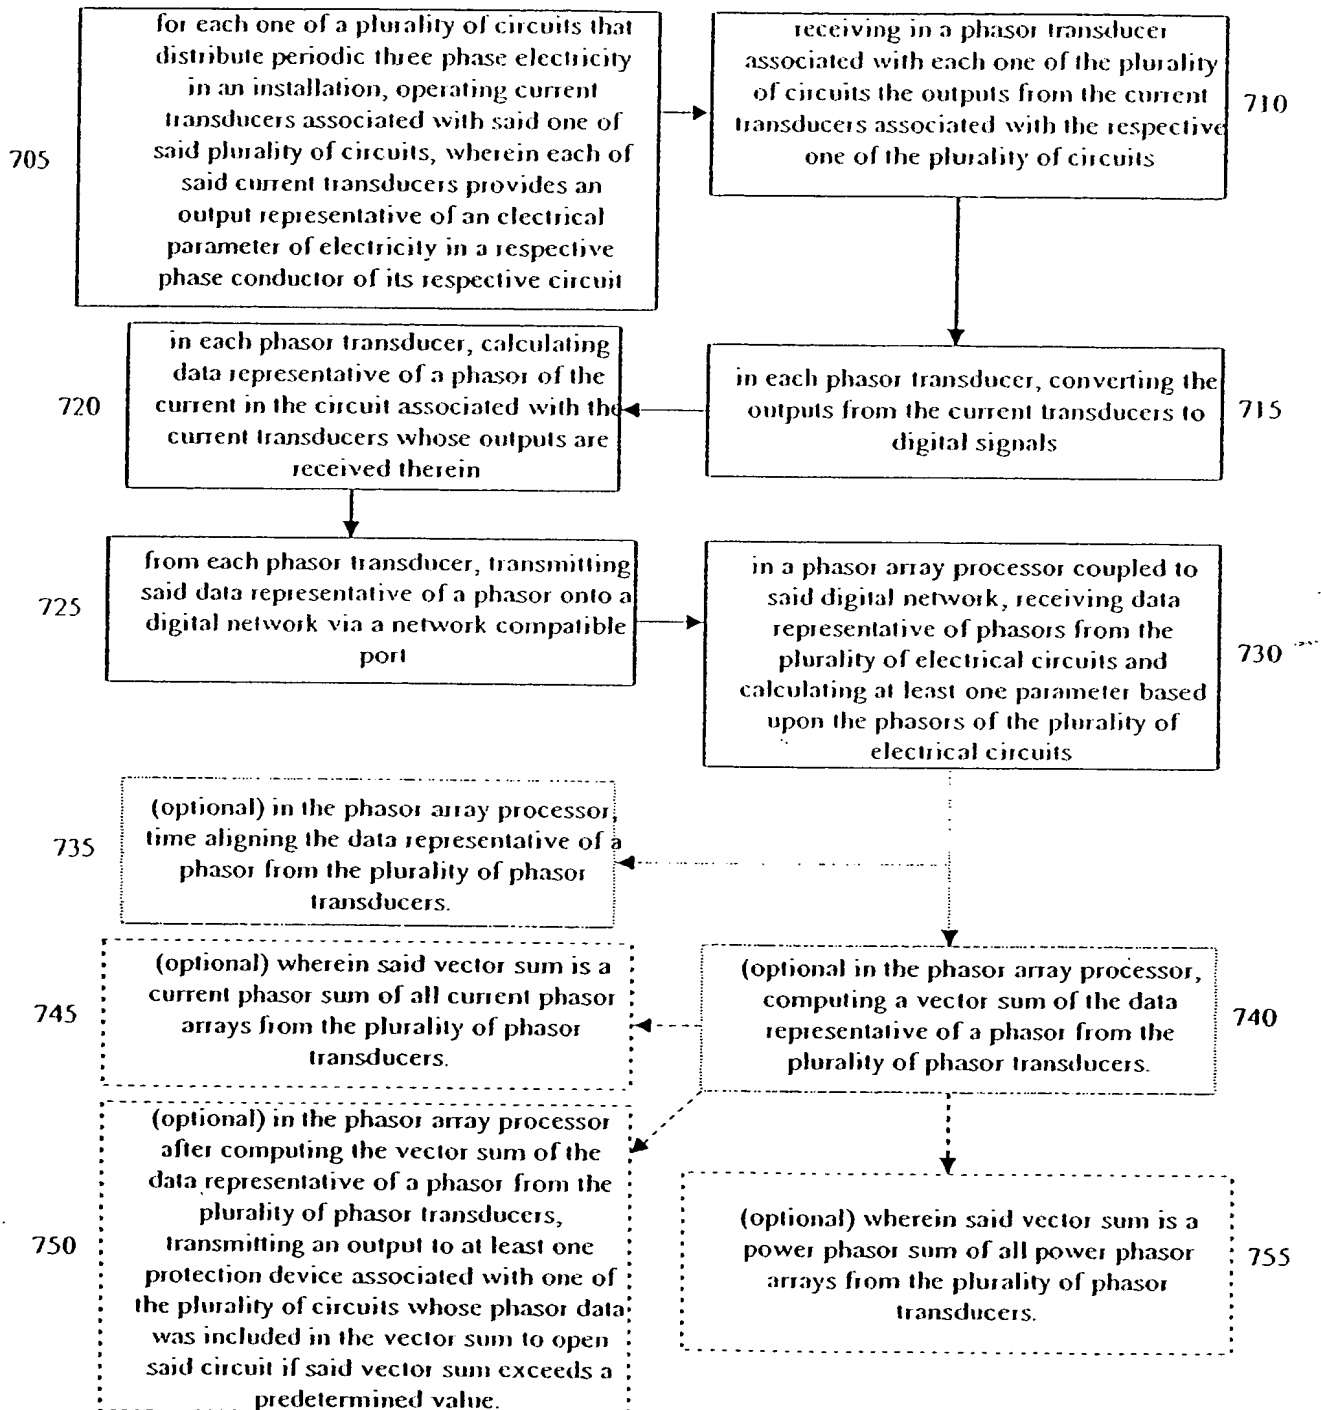 705
for each one of a plurality of circuits that
distribute periodic three phase electricity
in an installation, operating current
transducers associated with said one of
said plurality of circuits, wherein each of
said current transducers provides an
output representative of an electrical
parameter of electricity in a respective
phase conductor of its respective circuit
receiving in a phasor transducer
associated with each one of the plurality
of circuits the outputs from the current
transducers associated with the respective
one of the plurality of circuits
710
in each phasor transducer, converting the
outputs from the current transducers to
digital signals
715
720
in each phasor transducer, calculating
data representative of a phasor of the
current in the circuit associated with the
current transducers whose outputs are
received therein
725
from each phasor transducer, transmitting
said data representative of a phasor onto a
digital network via a network compatible
port
in a phasor array processor coupled to
said digital network, receiving data
representative of phasors from the
plurality of electrical circuits and
calculating at least one parameter based
upon the phasors of the plurality of
electrical circuits
730
735
(optional) in the phasor array processor,
time aligning the data representative of a
phasor from the plurality of phasor
transducers.
(optional in the phasor array processor,
computing a vector sum of the data
representative of a phasor from the
plurality of phasor transducers.
740
745
(optional) wherein said vector sum is a
current phasor sum of all current phasor
arrays from the plurality of phasor
transducers.
750
(optional) in the phasor array processor
after computing the vector sum of the
data representative of a phasor from the
plurality of phasor transducers,
transmitting an output to at least one
protection device associated with one of
the plurality of circuits whose phasor data
was included in the vector sum to open
said circuit if said vector sum exceeds a
predetermined value.
(optional) wherein said vector sum is a
power phasor sum of all power phasor
arrays from the plurality of phasor
transducers.
755